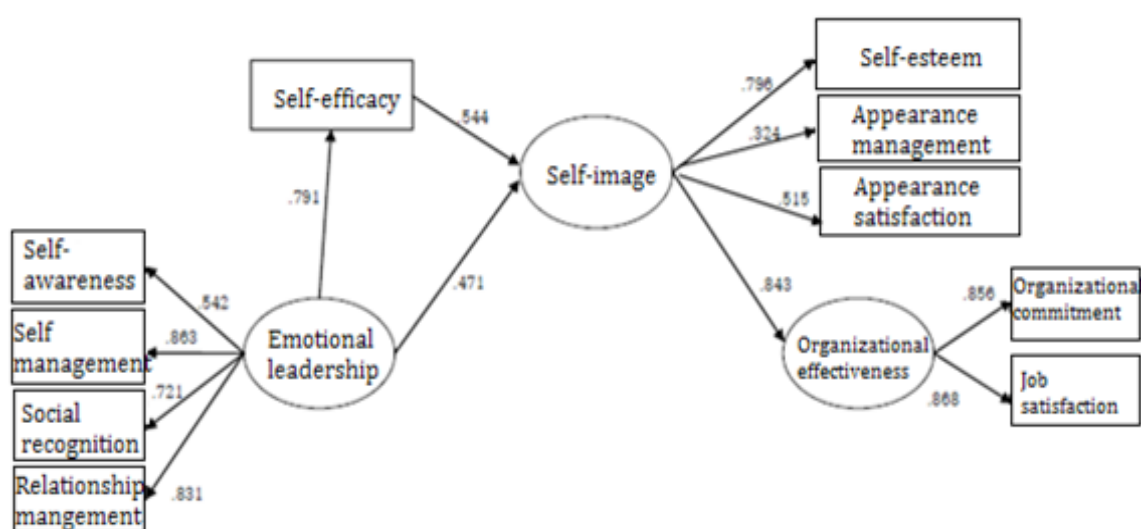 Self-efficacy
.544
.791
Self-image
.796
Self-esteem
.324
Appearance
management
.515
Appearance
satisfaction
.471
.843
Self-
awareness
.542
Self
management
.863
Social
recognition
.721
Relationship
mangement
.831
Emotional
leadership
Organizational
effectiveness
.856
Organizational
commitment
.868
Job
satisfaction